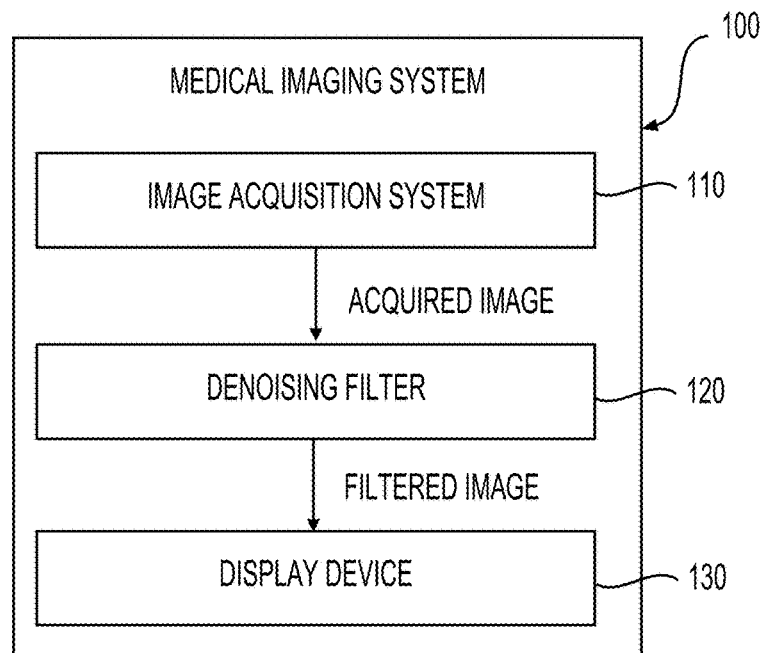 100
MEDICAL IMAGING SYSTEM
IMAGE ACQUISITION SYSTEM
110
ACQUIRED IMAGE
DENOISING FILTER
120
FILTERED IMAGE
DISPLAY DEVICE
130